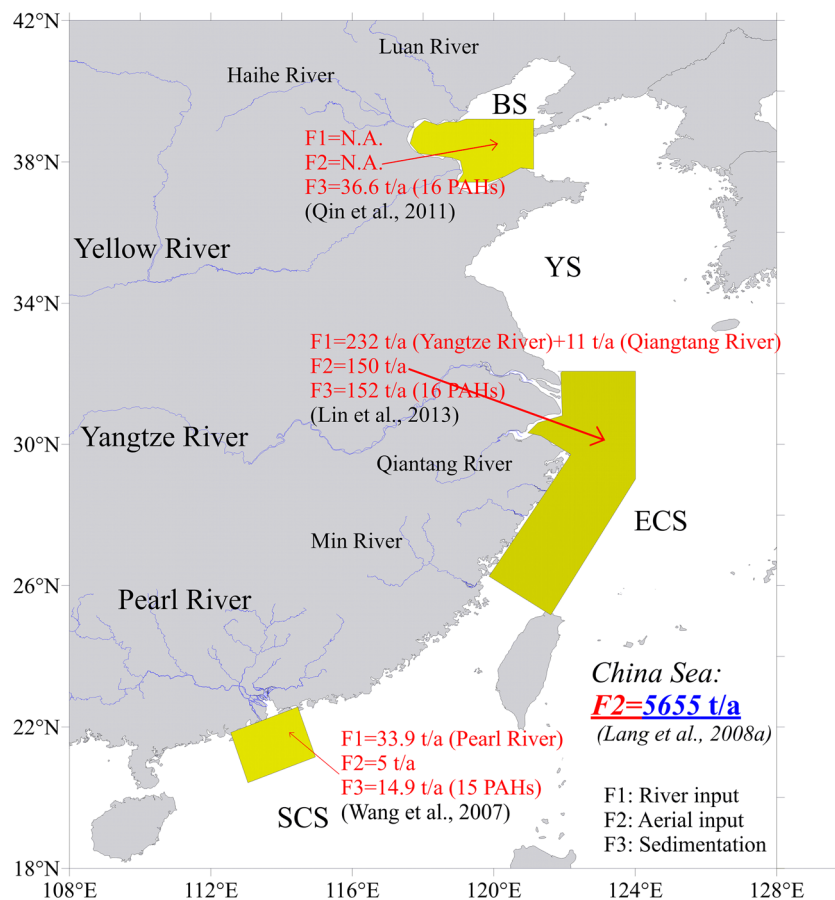 42°N
Luan River
Haihe River
BS
F1=N.A.
38°N
F2=N.A.
F3=36.6 t/a (16 PAHs)
(Qin et al., 2011)
Yellow River
YS
34°N
F1=232 t/a (Yangtze River)+11 t/a (Qiangtang River)
F2=150 t/a
F3=152 t/a (16 PAHs)
(Lin et al., 2013)
Yangtze River
30°N
Qiantang River
ECS
Min River
26°N
Pearl River
China Sea:
F2=5655 t/a
(Lang et al., 2008a)
22°N
F1=33.9 t/a (Pearl River)
F2=5 t/a
F3=14.9 t/a (15 PAHs)
(Wang et al., 2007)
SCS
F1: River input
F2: Aerial input
F3: Sedimentation
18°N
108°E 112°E 116°E 120°E 124°E 128°E